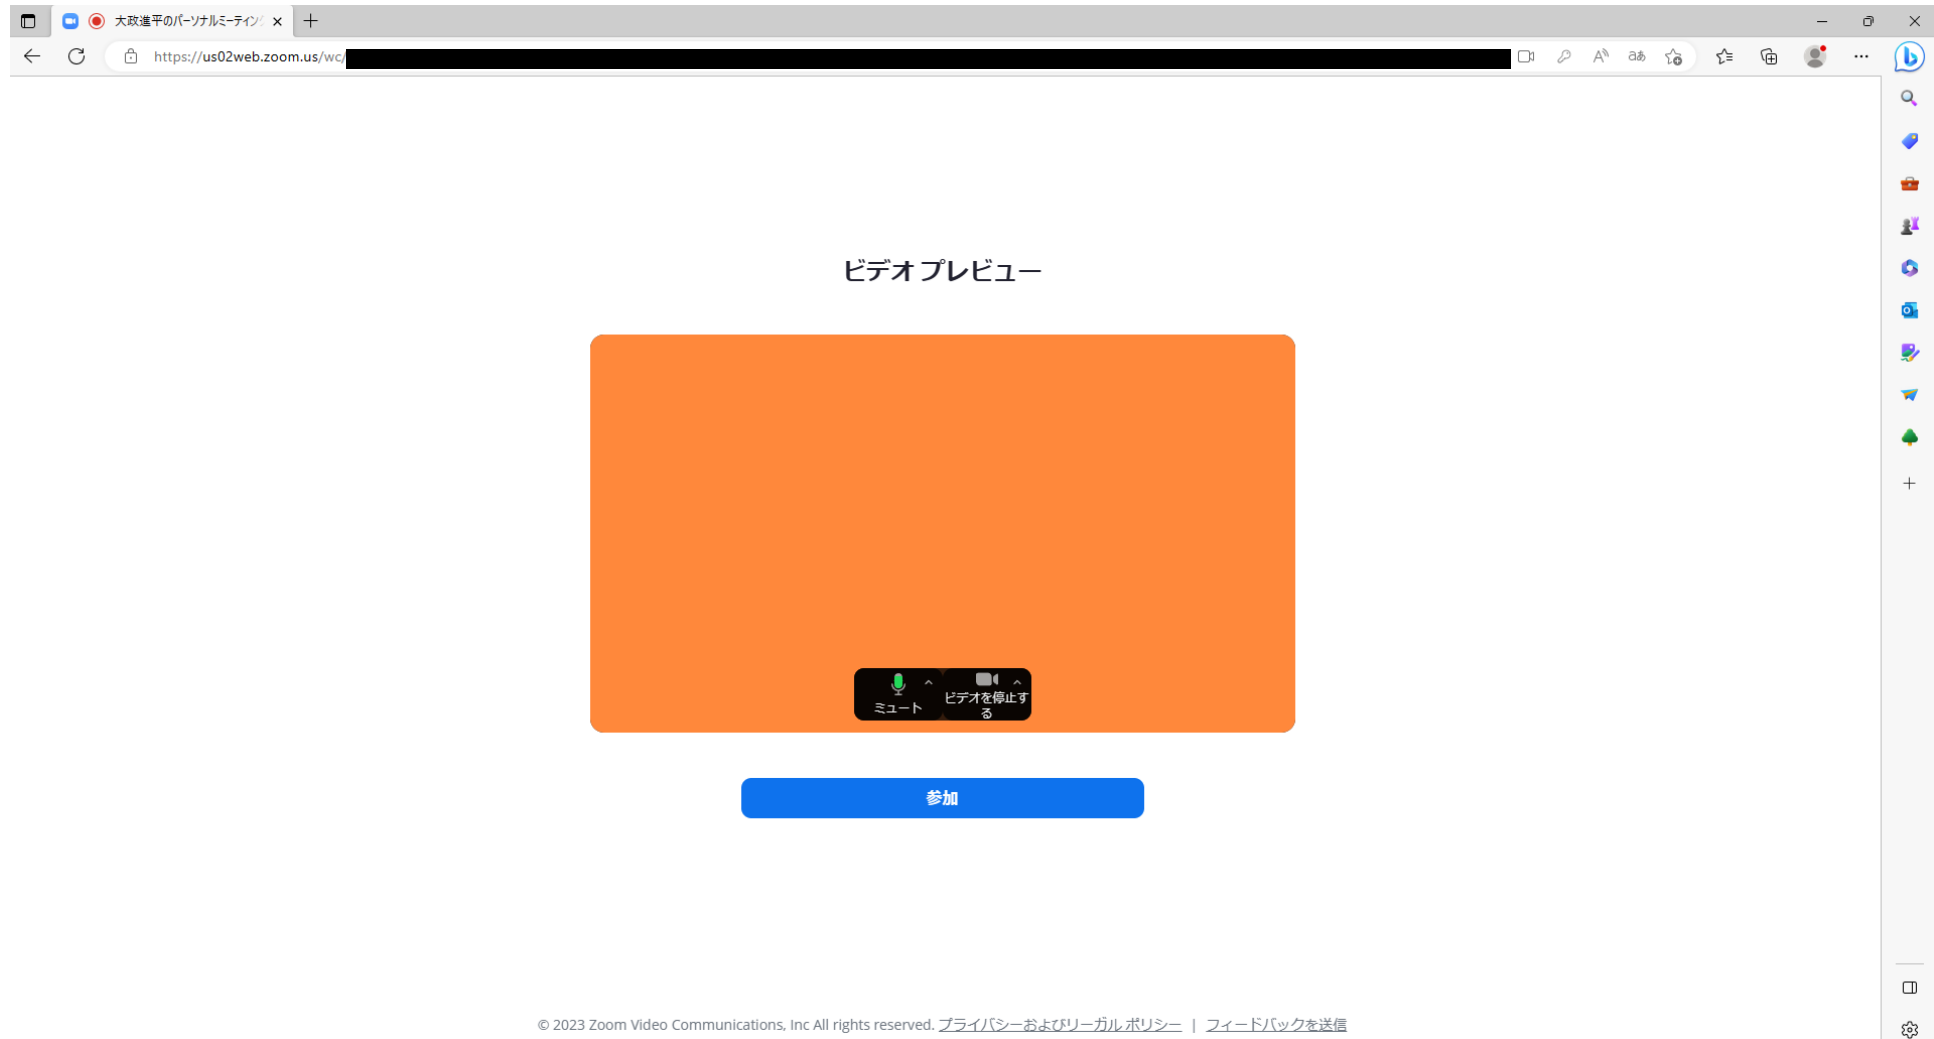 大政進平のパーソナルミーティング
https://us02web.zoom.us/wc/
aあ
ビデオ プレビュー
ミュート
ビデオを停止す
る
参加
© 2023 Zoom Video Communications, Inc All rights reserved. プライバシーおよびリーガル ポリシー | フィードバックを送信